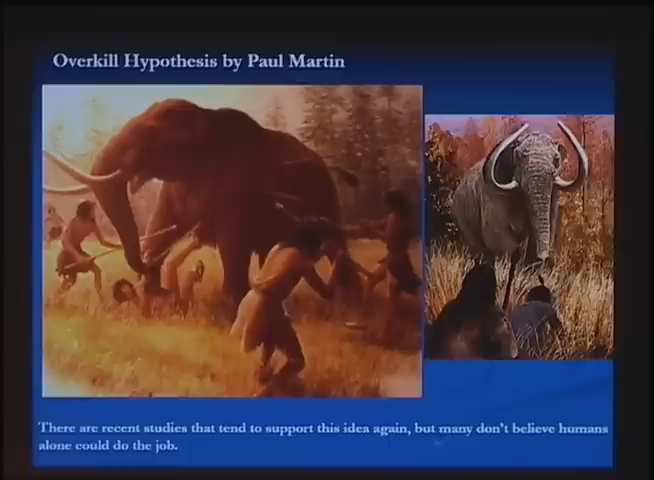 Overkill Hypothesis by Paul Martin
There are recent studies that tend to support this idea again, but many don't believe humans
alone could do the job.